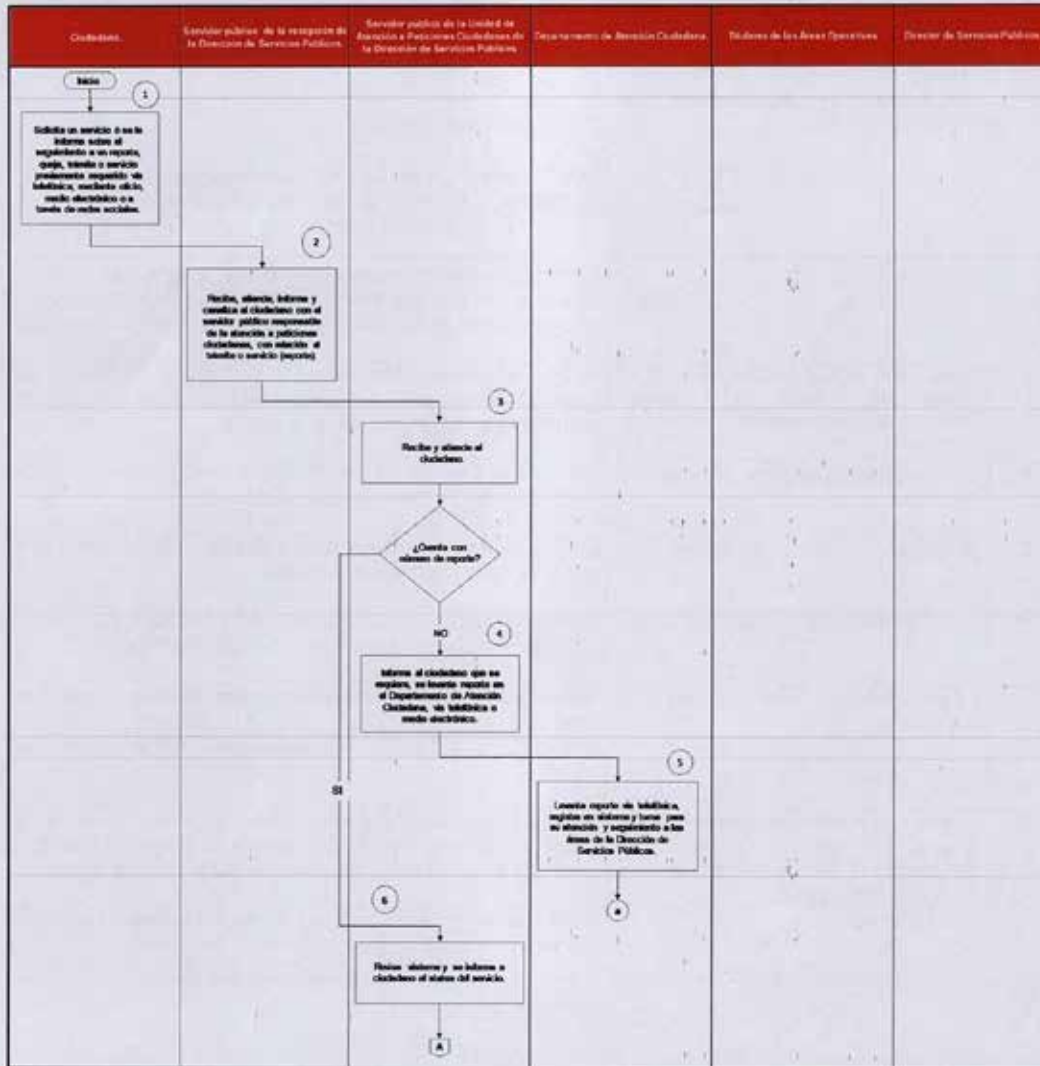 Ciudadano.
Servidor público de la recepción de
la Dirección de Servicios Públicos.
Servidor público de la Unidad de
Atención a Peticiones Ciudadanas de
la Dirección de Servicios Públicos
Departamento de Atención Ciudadana
Titulares de las Áreas Operativas
Director de Servicios Públicos
Inicio
1
Solicita un servicio ó se le
informe sobre el
seguimiento a un reporte,
queja, trámite o servicio
previamente requerido vía
telefónica, mediante oficio,
medio electrónico o a
través de redes sociales.
2
Recibe, atiende, informa y
canaliza al ciudadano con el
servidor público responsable
de la atención a peticiones
ciudadanas, con relación al
trámite o servicio (reporte)
3
Recibe y atiende al
ciudadano
¿Cuenta con
número de reporte?
NO
4
Informa al ciudadano que se
requiere, se levante reporte en
el Departamento de Atención
Ciudadana, vía telefónica o
medio electrónico.
SI
5
Levanta reporte vía telefónica,
registra en sistema y turna para
su atención y seguimiento a las
áreas de la Dirección de
Servicios Públicos.
a
6
Revisa sistema y se informa a
ciudadano el status del servicio.
A